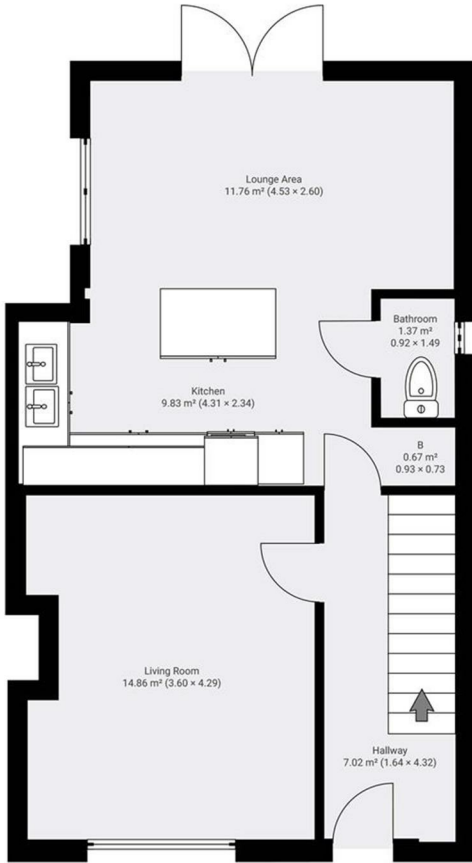 Lounge Area
11.76 m² (4.53 × 2.60)
Bathroom
1.37 m²
0.92 × 1.49
Kitchen
9.83 m² (4.31 × 2.34)
B
0.67 m²
0.93 × 0.73
Living Room
14.86 m² (3.60 × 4.29)
Hallway
7.02 m² (1.64 × 4.32)